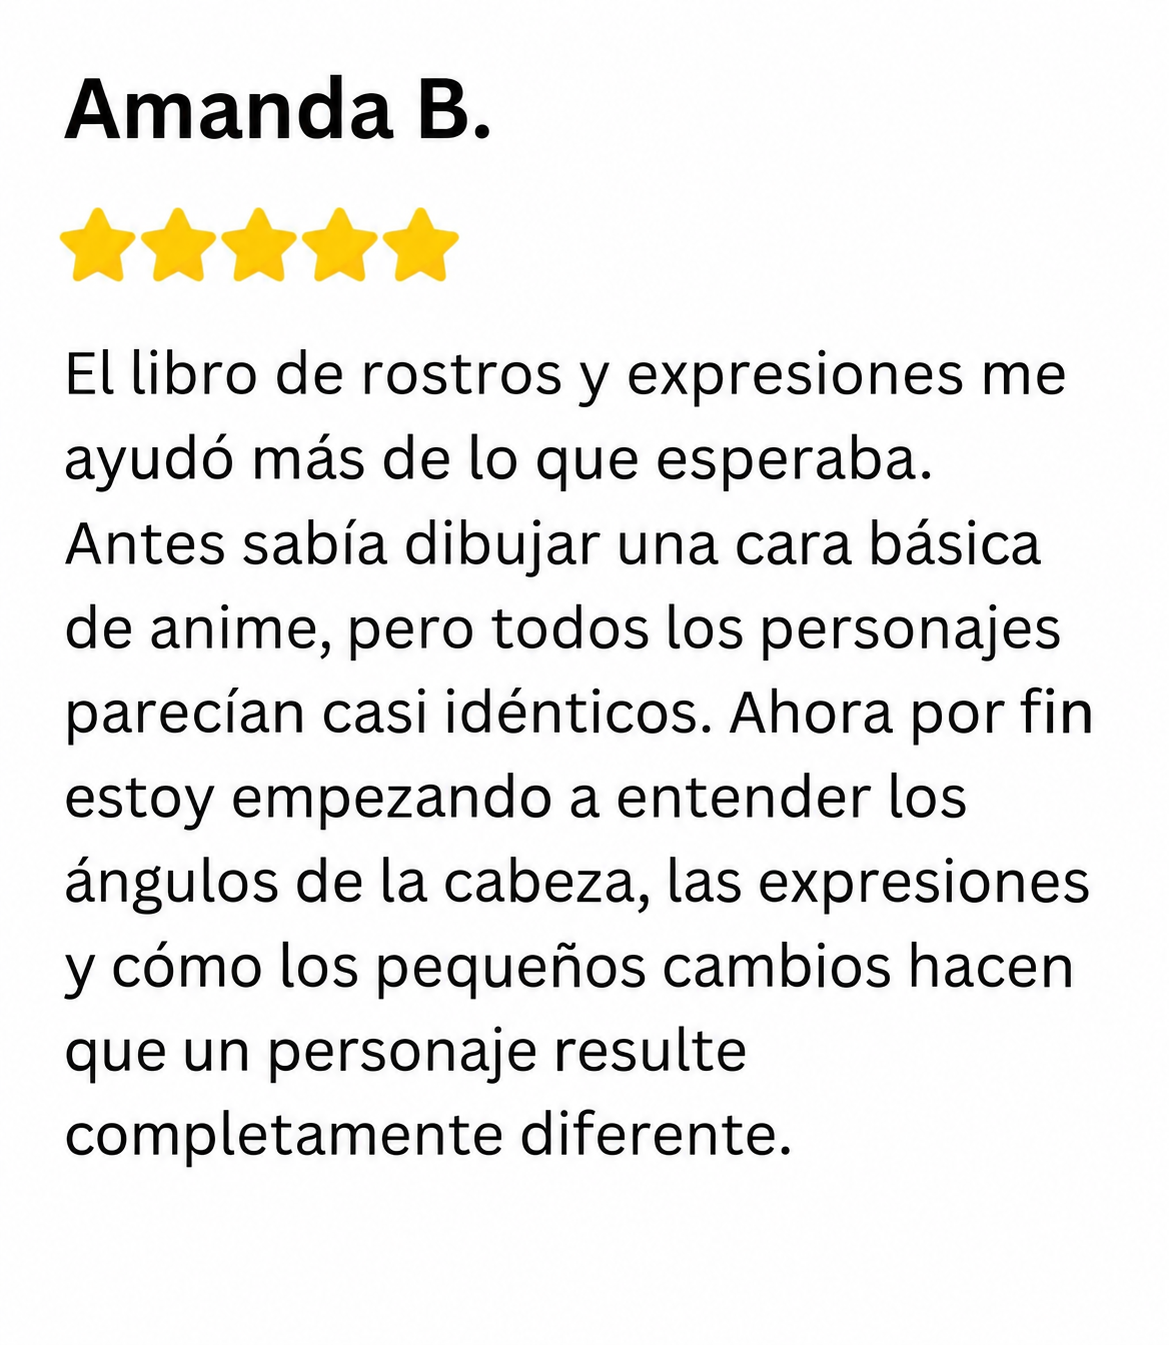 Amanda B.
El libro de rostros y expresiones me
ayudó más de lo que esperaba.
Antes sabía dibujar una cara básica
de anime, pero todos los personajes
parecían casi idénticos. Ahora por fin
estoy empezando a entender los
ángulos de la cabeza, las expresiones
y cómo los pequeños cambios hacen
que un personaje resulte
completamente diferente.